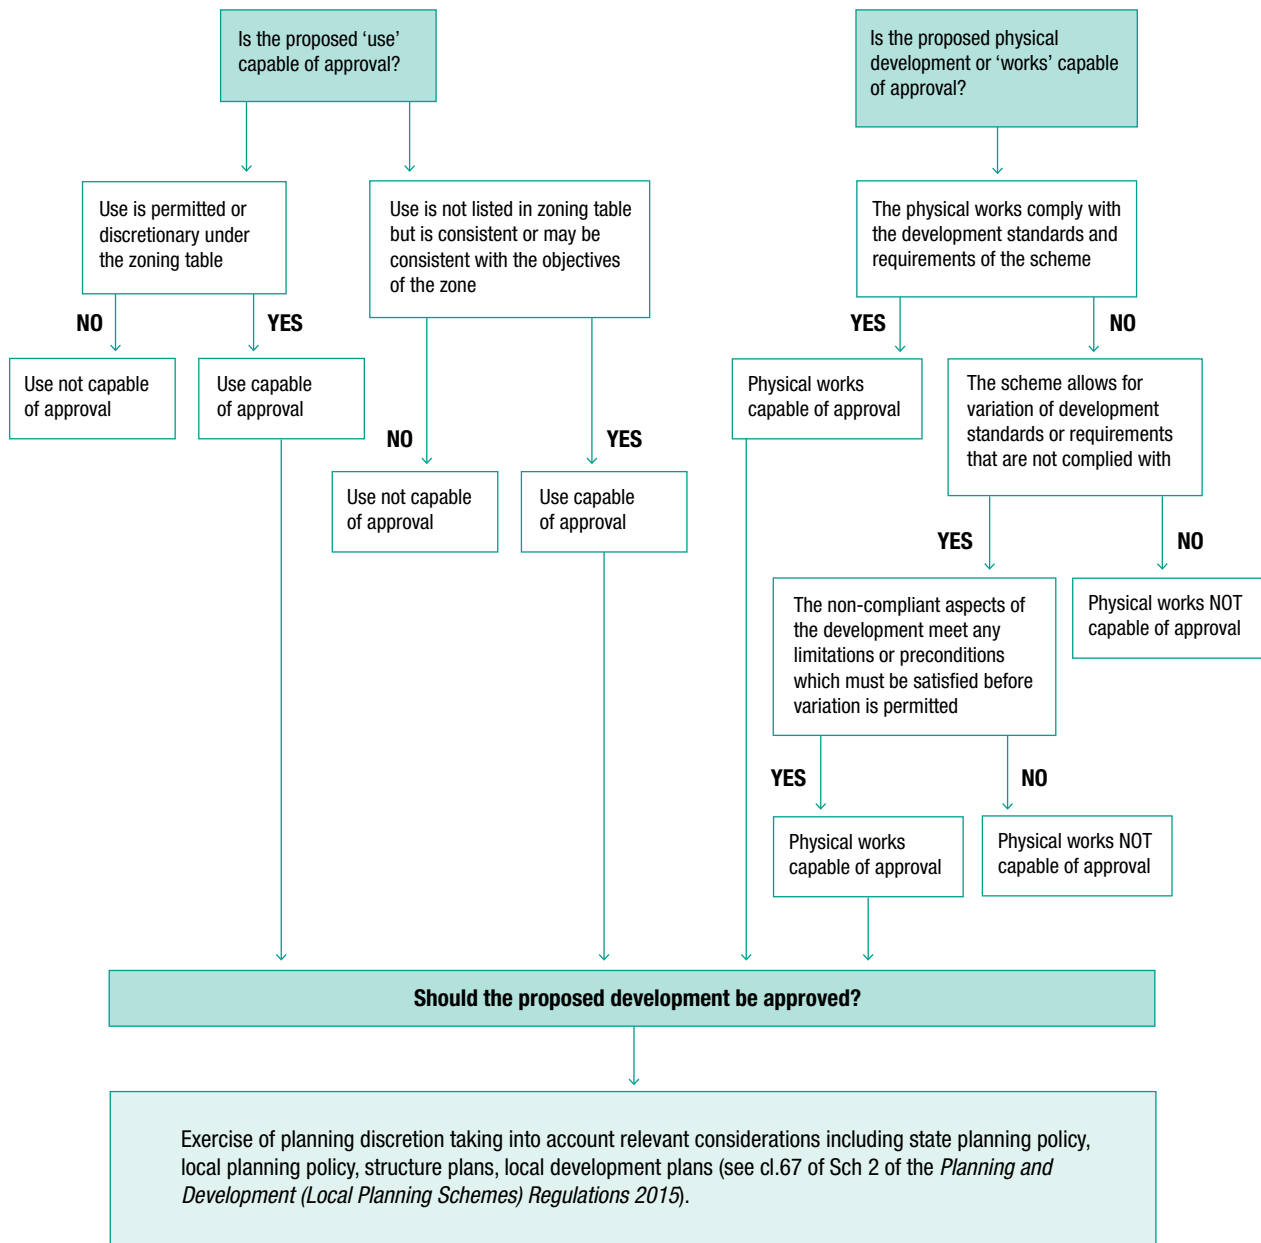 Is the proposed ‘use’
capable of approval?
Is the proposed physical
development or ‘works’ capable
of approval?
Use is permitted or
discretionary under
the zoning table
Use is not listed in zoning table
but is consistent or may be
consistent with the objectives
of the zone
The physical works comply with
the development standards and
requirements of the scheme
NO
YES
YES
NO
Use not capable
of approval
Use capable
of approval
Physical works
capable of approval
The scheme allows for
variation of development
standards or requirements
that are not complied with
NO
YES
Use not capable
of approval
Use capable
of approval
YES
NO
The non-compliant aspects of
the development meet any
limitations or preconditions
which must be satisfied before
variation is permitted
Physical works NOT
capable of approval
YES
NO
Physical works
capable of approval
Physical works NOT
capable of approval
Should the proposed development be approved?
Exercise of planning discretion taking into account relevant considerations including state planning policy,
local planning policy, structure plans, local development plans (see cl.67 of Sch 2 of the Planning and
Development (Local Planning Schemes) Regulations 2015).